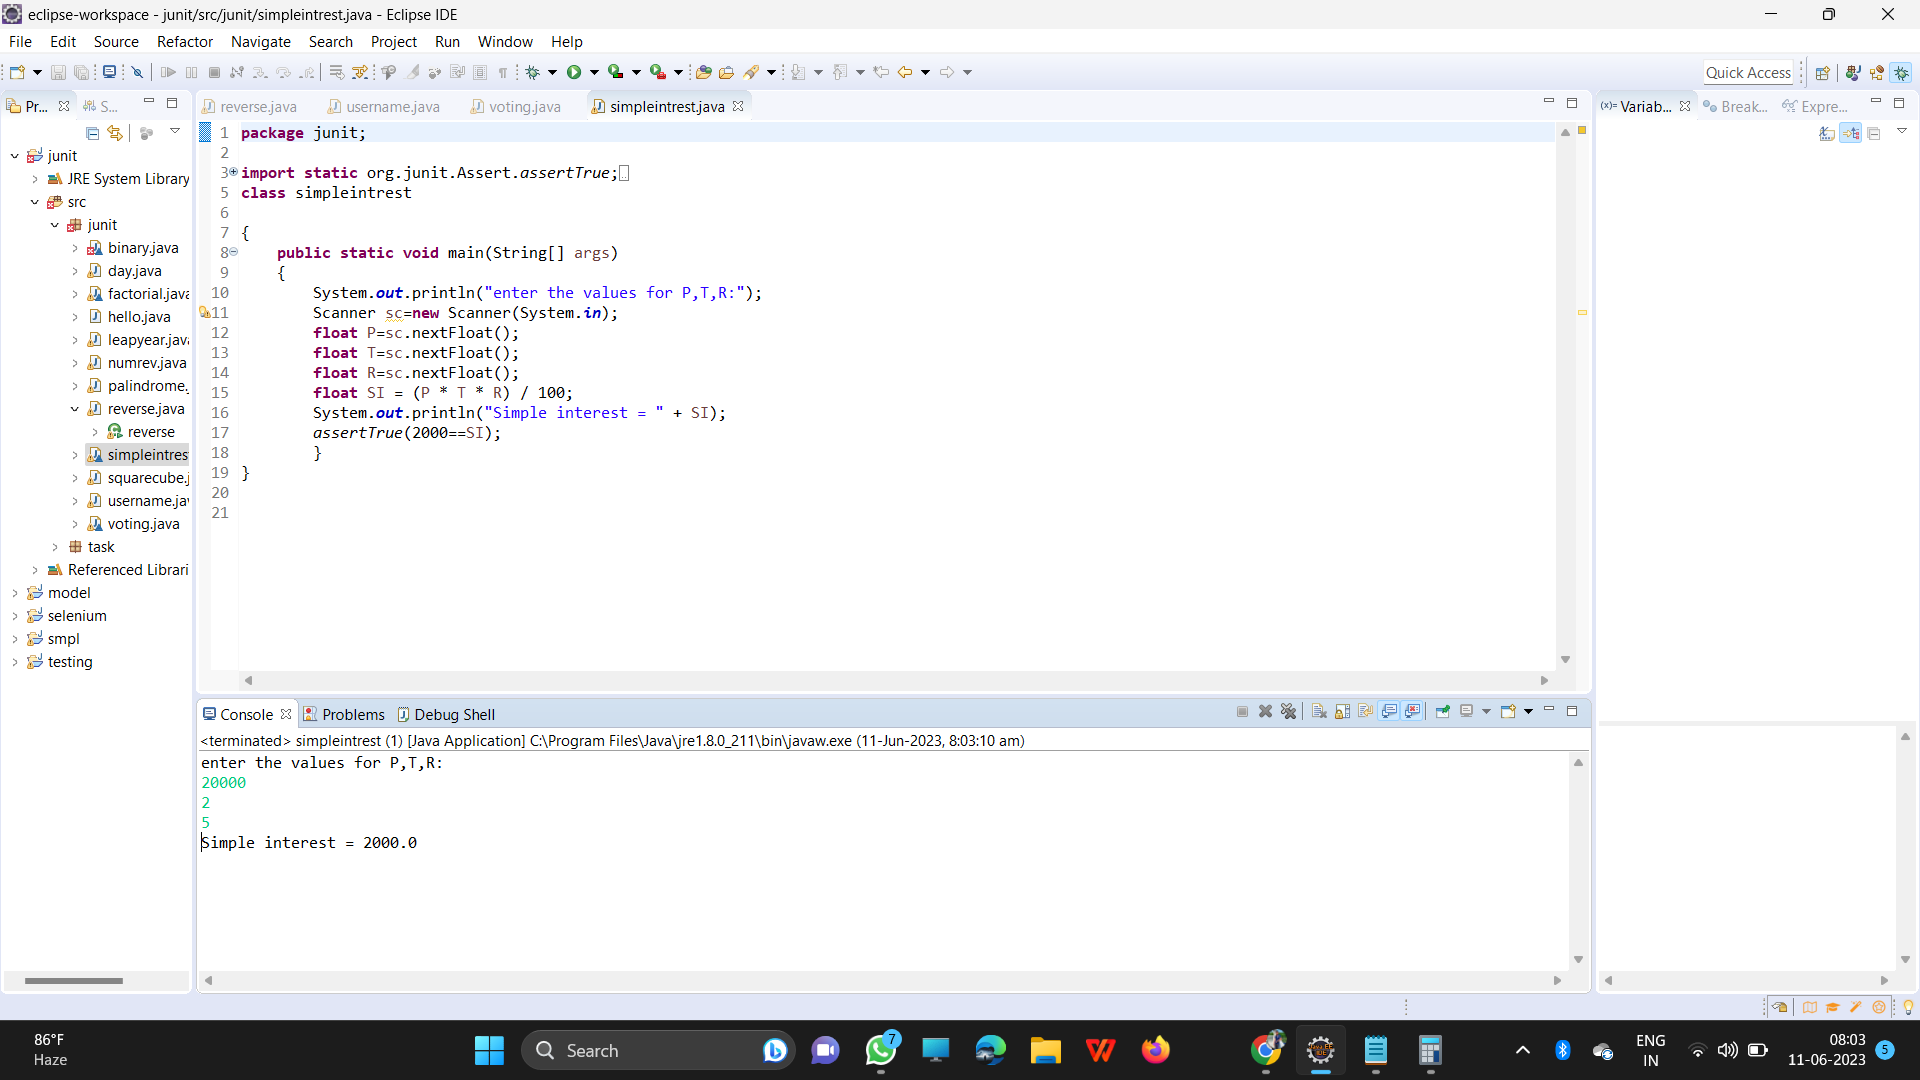 eclipse-workspace - junit/src/junit/simpleintrest.java - Eclipse IDE
File Edit Source Refactor Navigate Search Project Run Window Help
Quick Access
Pr... S...
reverse.java username.java voting.java simpleintrest.java
(x)= Variab... Break... Expre...
junit
JRE System Library
src
junit
binary.java
day.java
factorial.java
hello.java
leapyear.java
numrev.java
palindrome.
reverse.java
reverse
simpleintres
squarecube.j
username.jav
voting.java
task
Referenced Librari
model
selenium
smpl
testing
1 package junit;
2
3 import static org.junit.Assert.assertTrue;
5 class simpleintrest
6
7 {
8 public static void main(String[] args)
9 {
10 System.out.println("enter the values for P,T,R:");
11 Scanner sc=new Scanner(System.in);
12 float P=sc.nextFloat();
13 float T=sc.nextFloat();
14 float R=sc.nextFloat();
15 float SI = (P * T * R) / 100;
16 System.out.println("Simple interest = " + SI);
17 assertTrue(2000==SI);
18 }
19 }
20
21
Console Problems Debug Shell
<terminated> simpleintrest (1) [Java Application] C:\Program Files\Java\jre1.8.0_211\bin\javaw.exe (11-Jun-2023, 8:03:10 am)
enter the values for P,T,R:
20000
2
5
Simple interest = 2000.0
86°F
Haze
Search
7
ENG
IN
08:03
11-06-2023
5